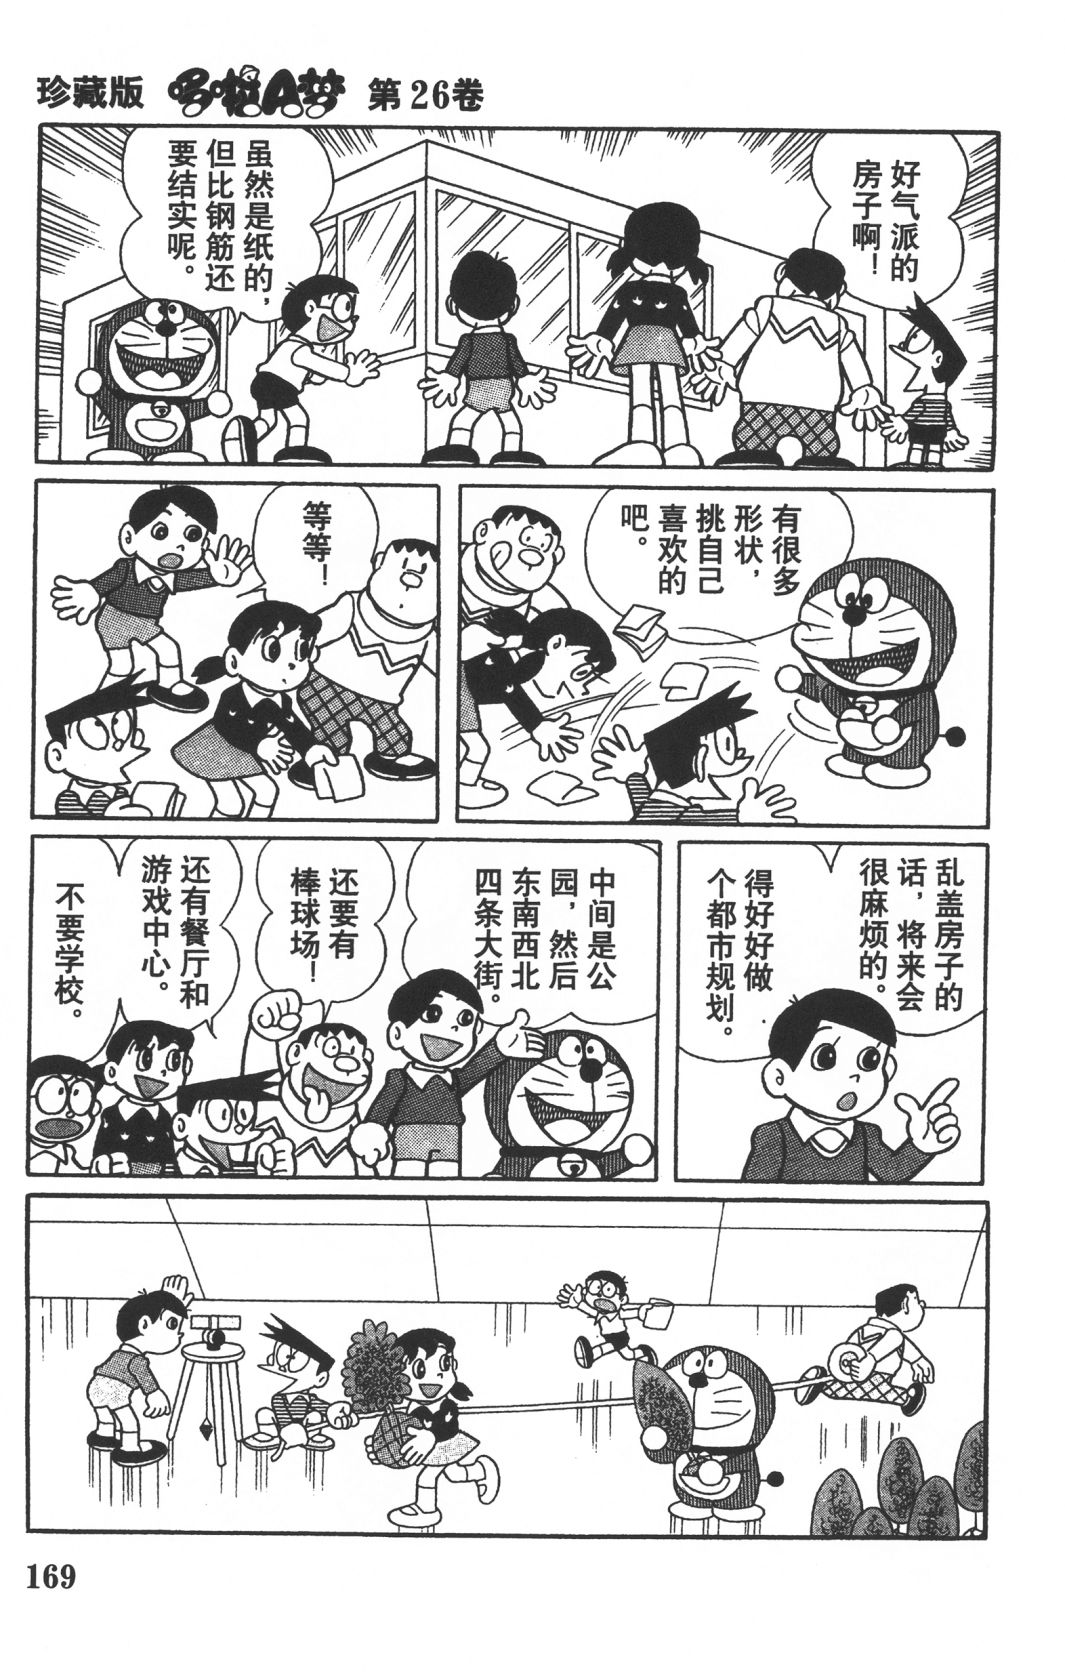 珍藏版 哆啦A梦 第26卷
好气派的
房子啊！
虽然是纸的，
但比钢筋还
要结实呢。
有很多
形状，
挑自己
喜欢的
吧。
等等！
乱盖房子的
话，将来会
很麻烦的。
得好好做
个都市规划。
中间是公
园，然后
东南西北
四条大街。
还要有
棒球场！
还有餐厅和
游戏中心。
不要学校。
169